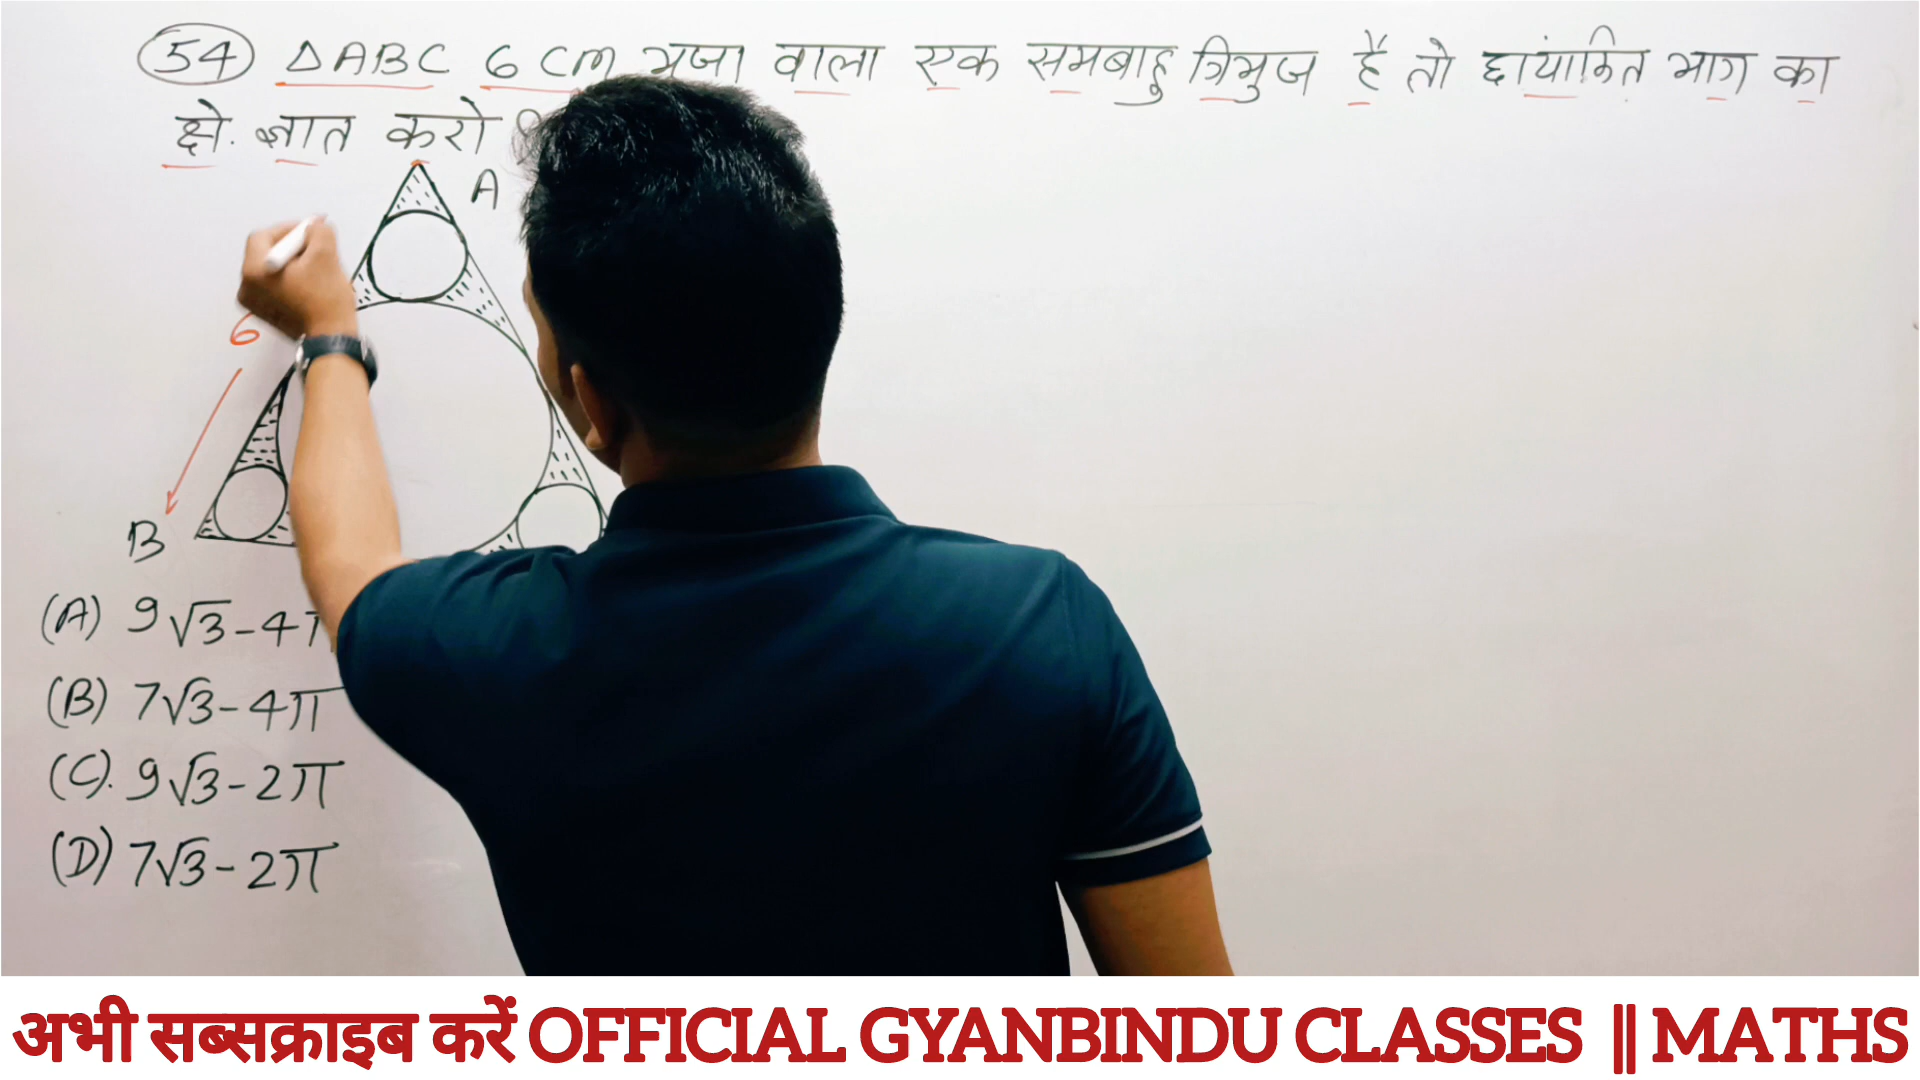 54 ΔABC 6 CM भुजा वाला एक समबाहु त्रिभुज है तो छायांकित भाग का
क्षे. ज्ञात करो
A
6
B
(A) 9√3-4π
(B) 7√3-4π
(C). 9√3-2π
(D) 7√3-2π
अभी सब्सक्राइब करें OFFICIAL GYANBINDU CLASSES || MATHS